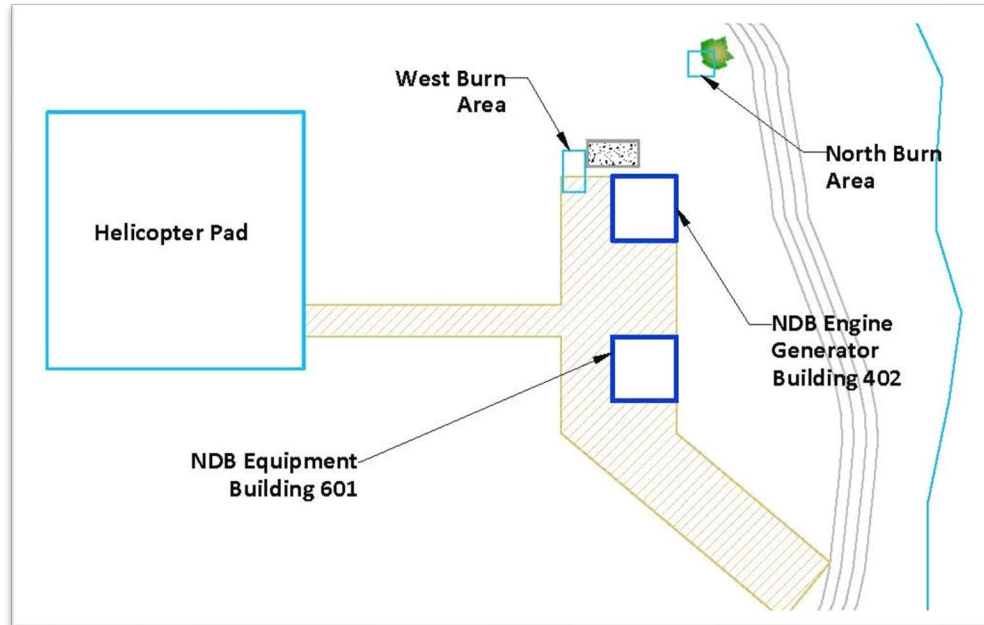 West Burn
Area
North Burn
Area
Helicopter Pad
NDB Engine
Generator
Building 402
NDB Equipment
Building 601